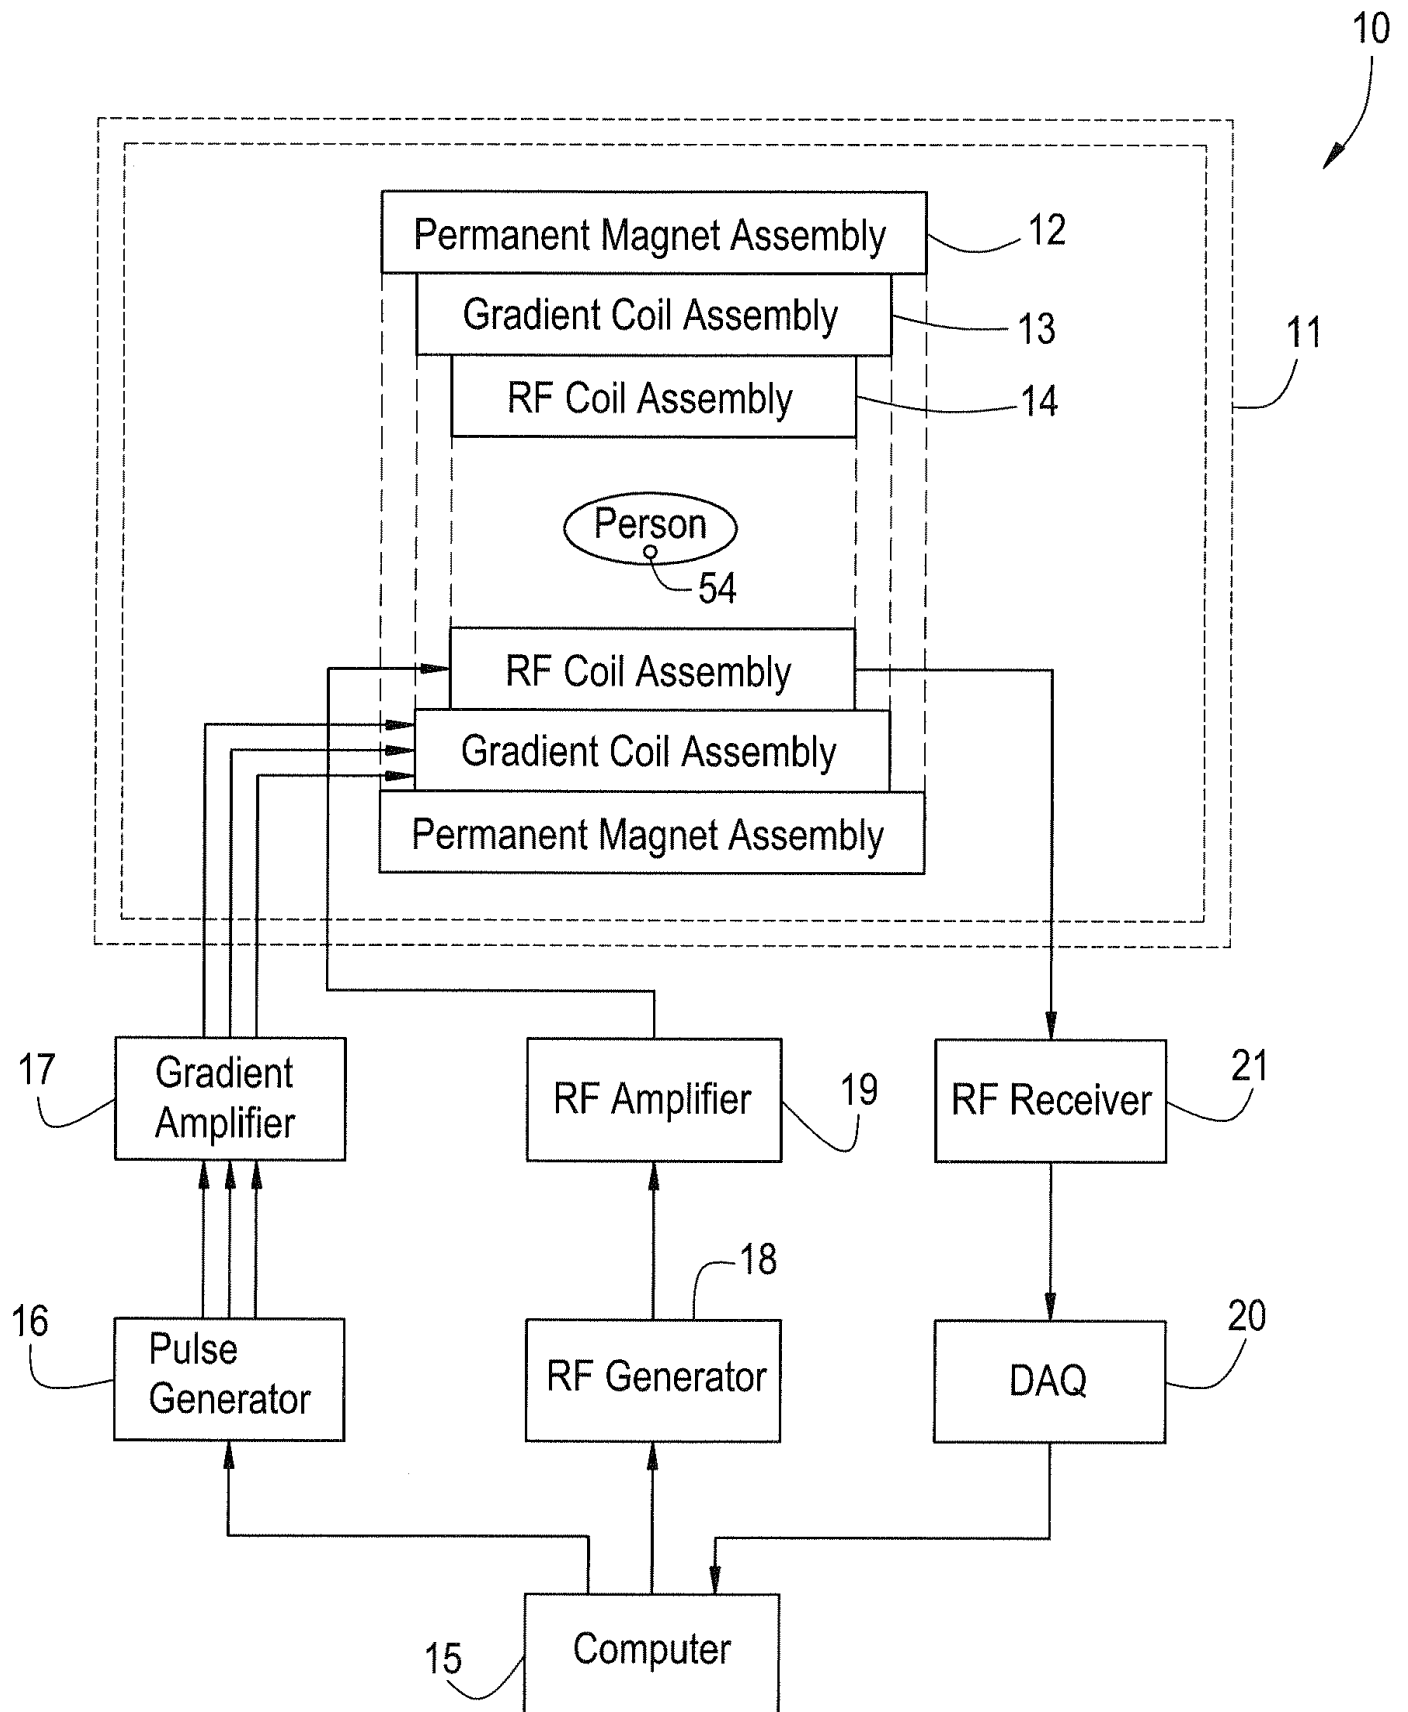 10
Permanent Magnet Assembly
12
Gradient Coil Assembly
13
11
RF Coil Assembly
14
Person
54
RF Coil Assembly
Gradient Coil Assembly
Permanent Magnet Assembly
17
Gradient
Amplifier
RF Amplifier
19
RF Receiver
21
18
16
Pulse
Generator
RF Generator
DAQ
20
15
Computer